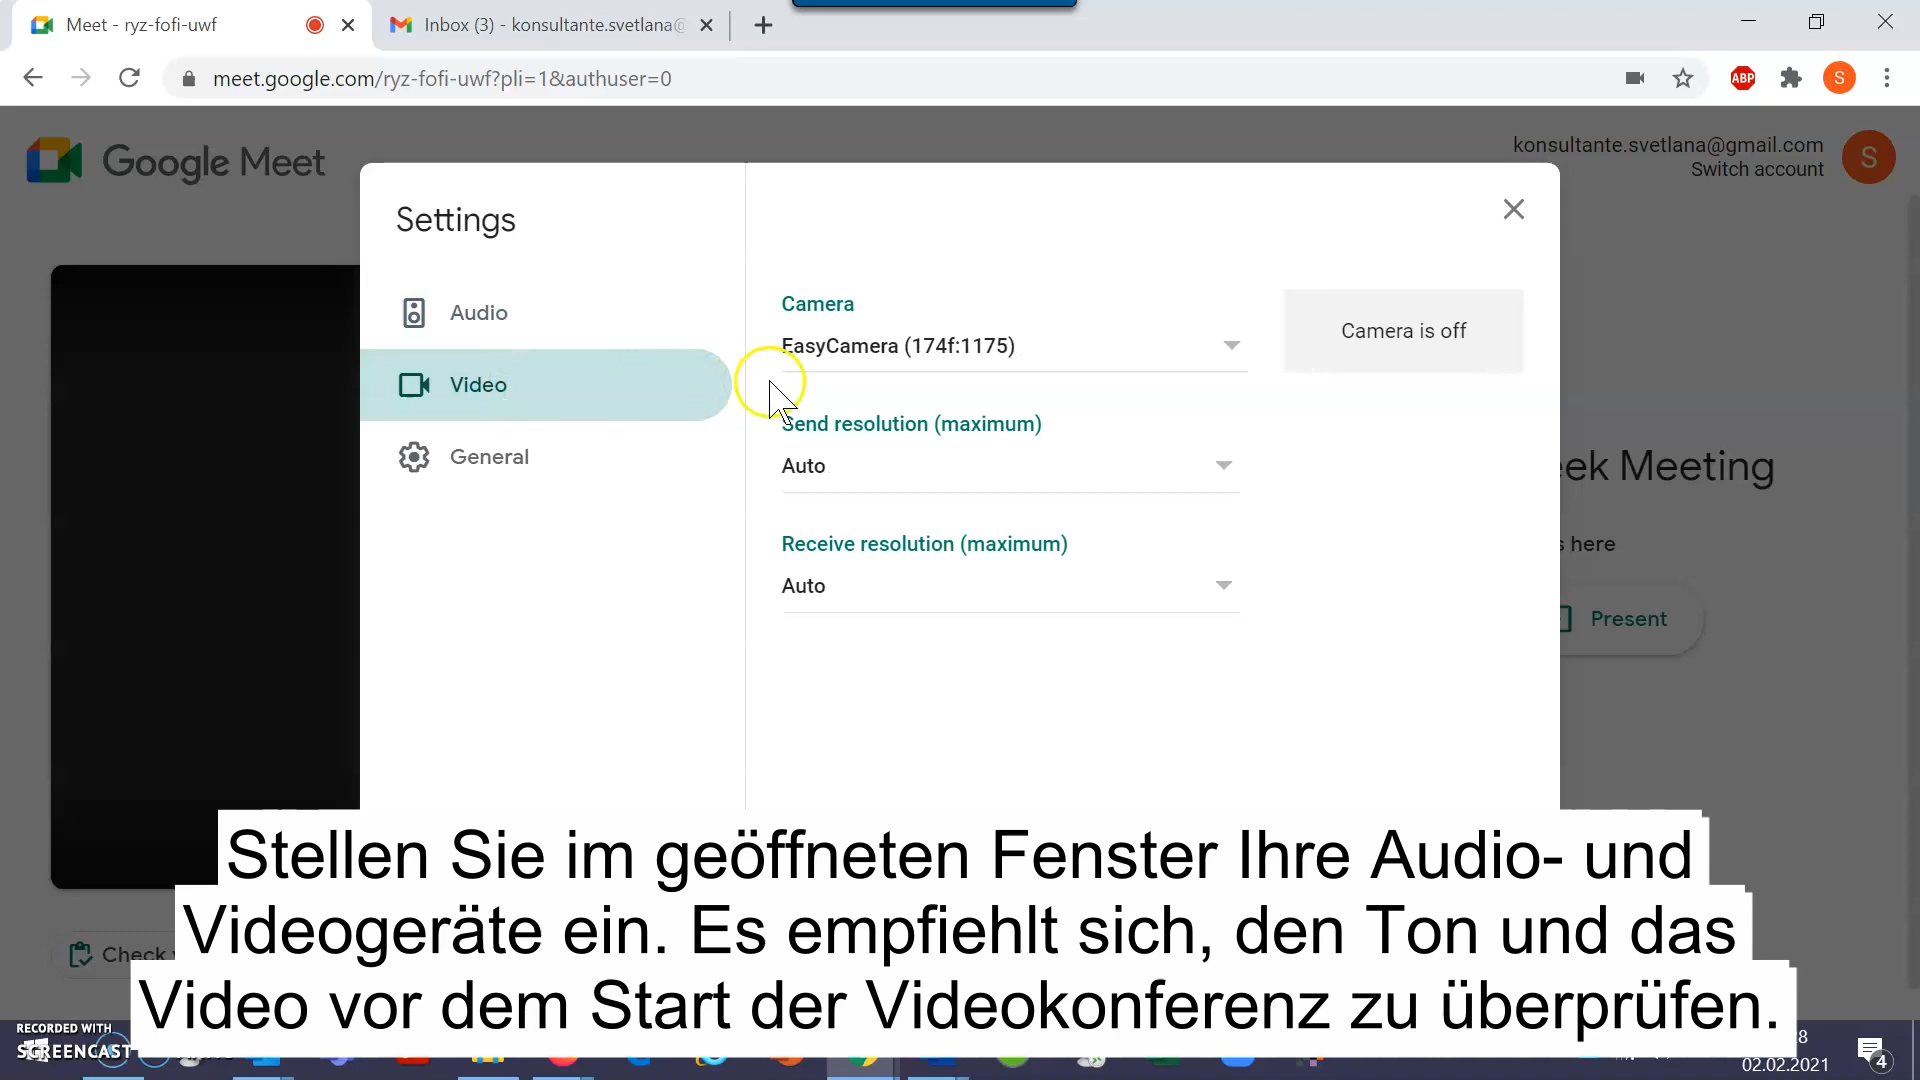 Meet - ryz-fofi-uwf
Inbox (3) - konsultante.svetlana@
meet.google.com/ryz-fofi-uwf?pli=1&authuser=0
ABP
S
Google Meet
konsultante.svetlana@gmail.com
Switch account
S
Settings
Audio
Video
General
Camera
EasyCamera (174f:1175)
Camera is off
Send resolution (maximum)
Auto
Receive resolution (maximum)
Auto
Meeting
here
Present
Check
Stellen Sie im geöffneten Fenster Ihre Audio- und
Videogeräte ein. Es empfiehlt sich, den Ton und das
Video vor dem Start der Videokonferenz zu überprüfen.
RECORDED WITH
SCREENCAST
02.02.2021
4